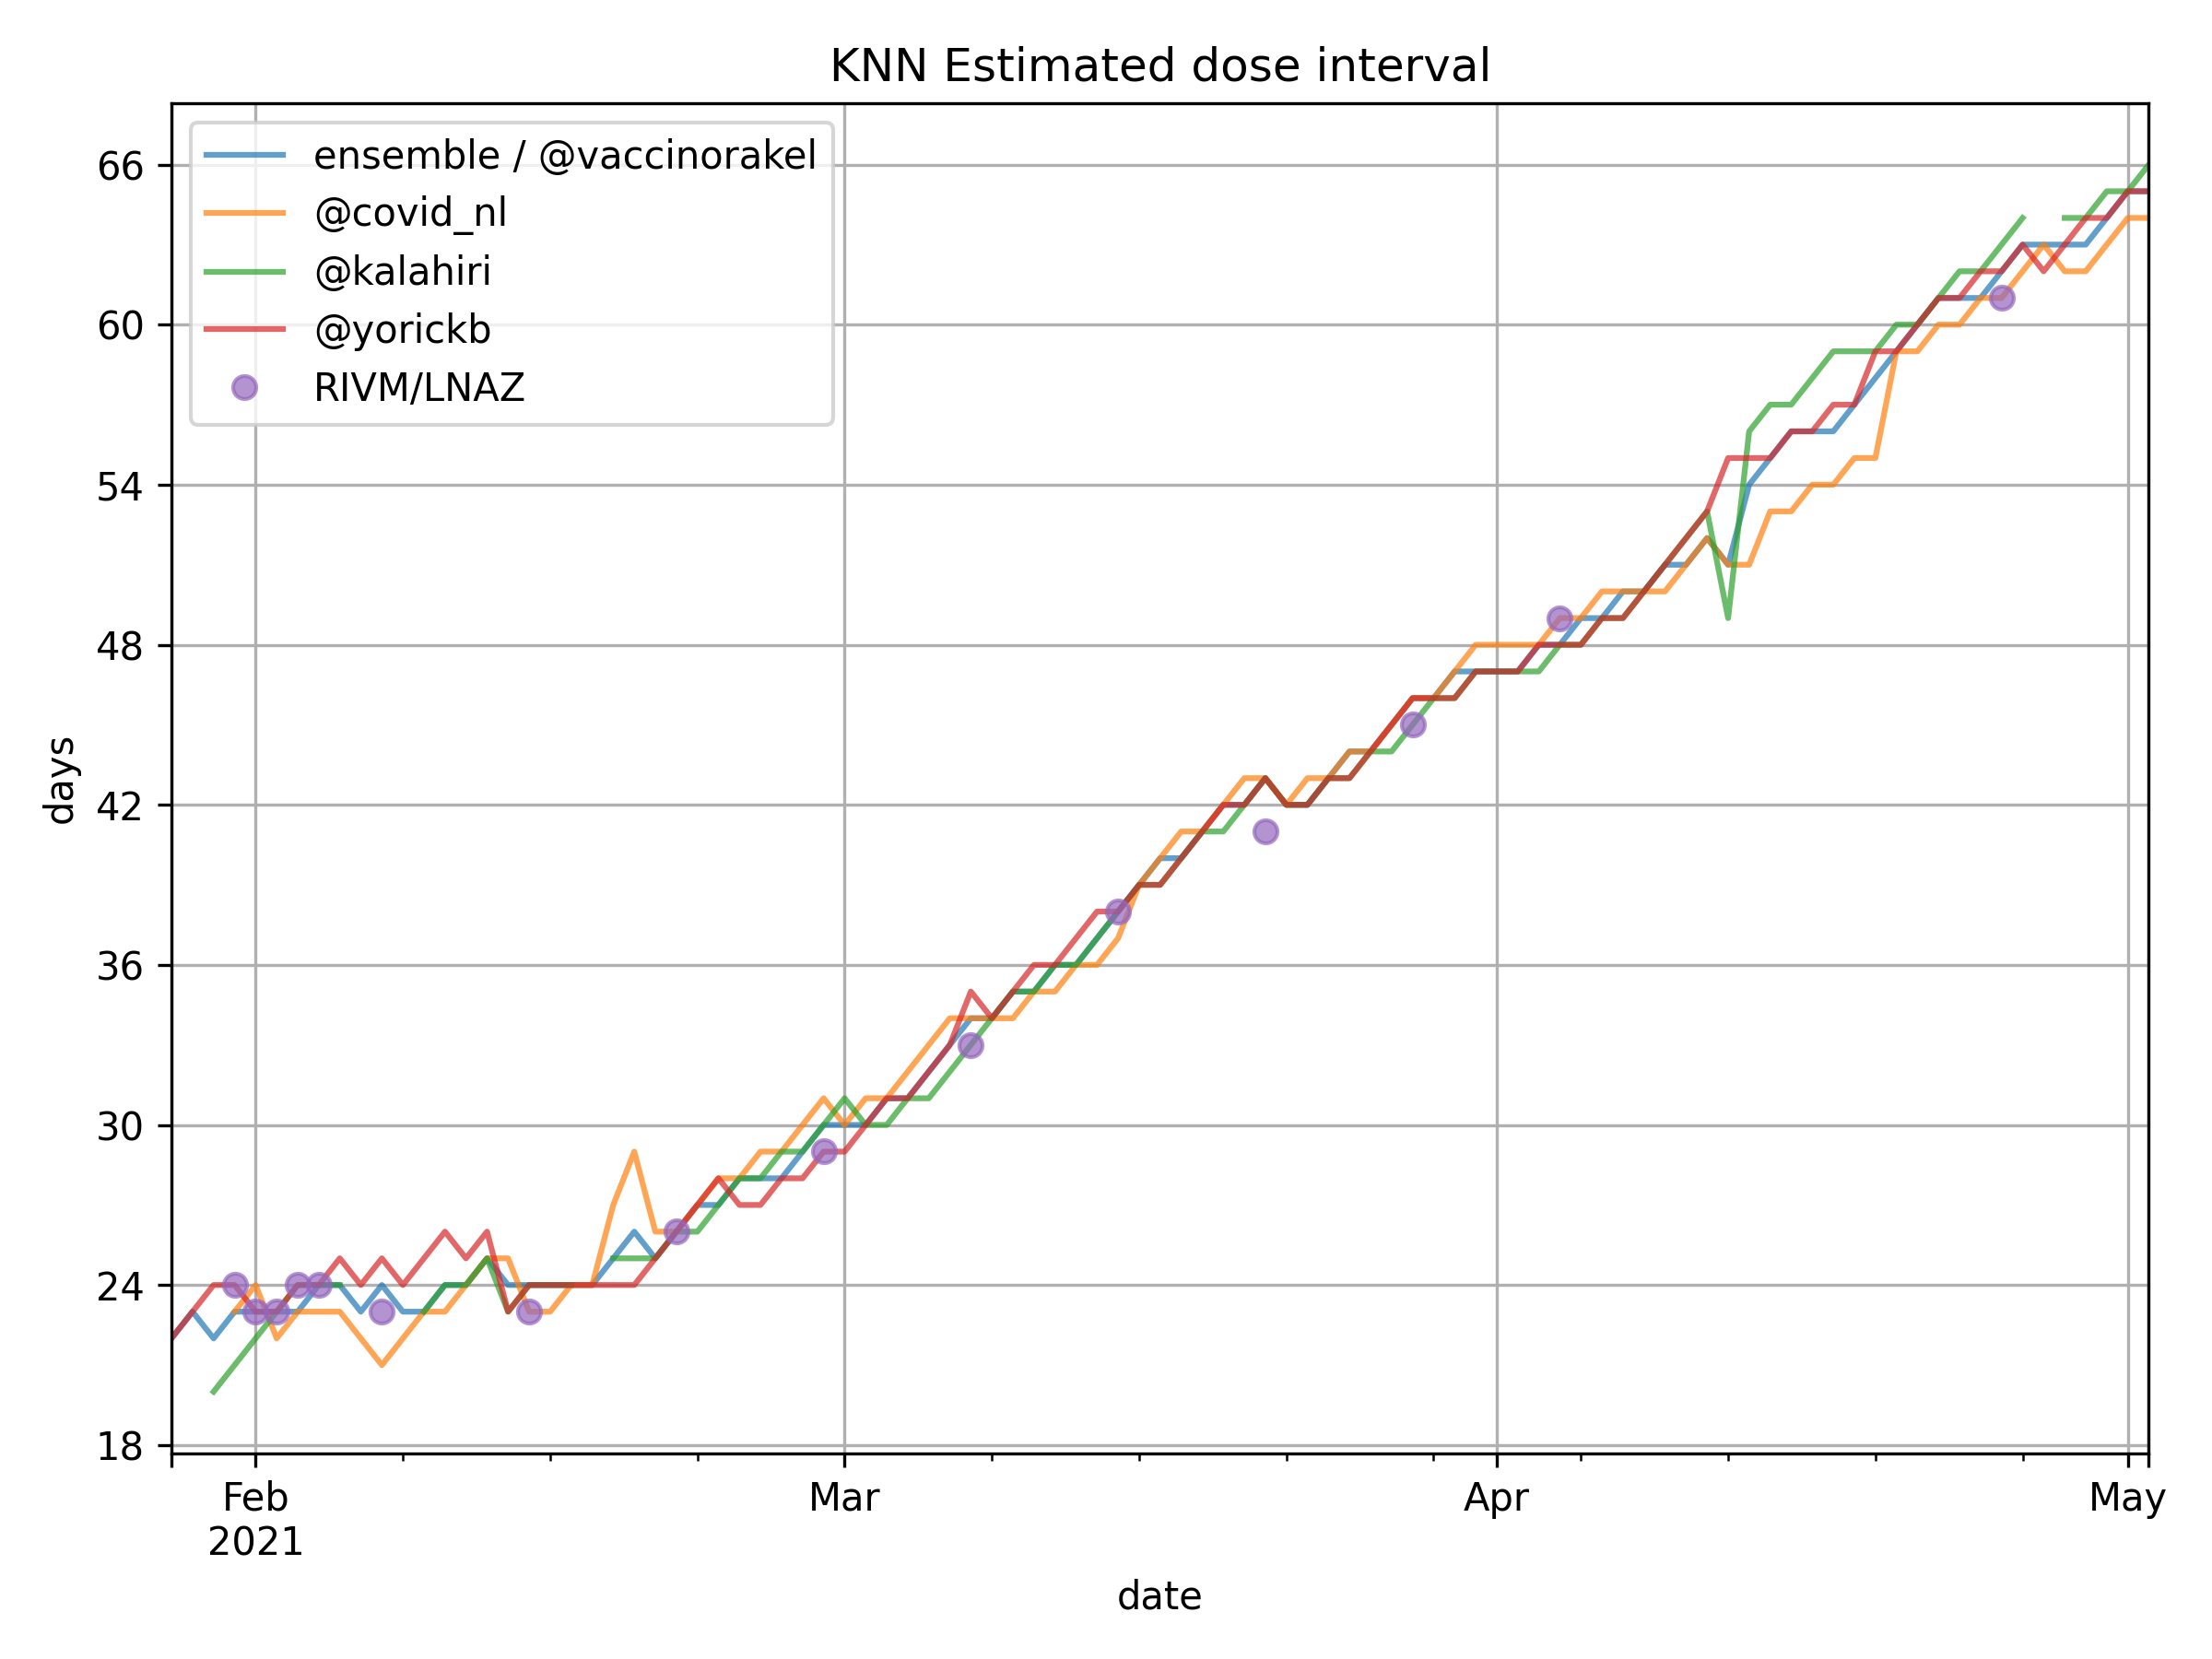 KNN Estimated dose interval
ensemble / @vaccinorakel
@covid_nl
@kalahiri
@yorickb
RIVM/LNAZ
66
60
54
48
42
36
30
24
18
days
Feb
2021
Mar
Apr
May
date